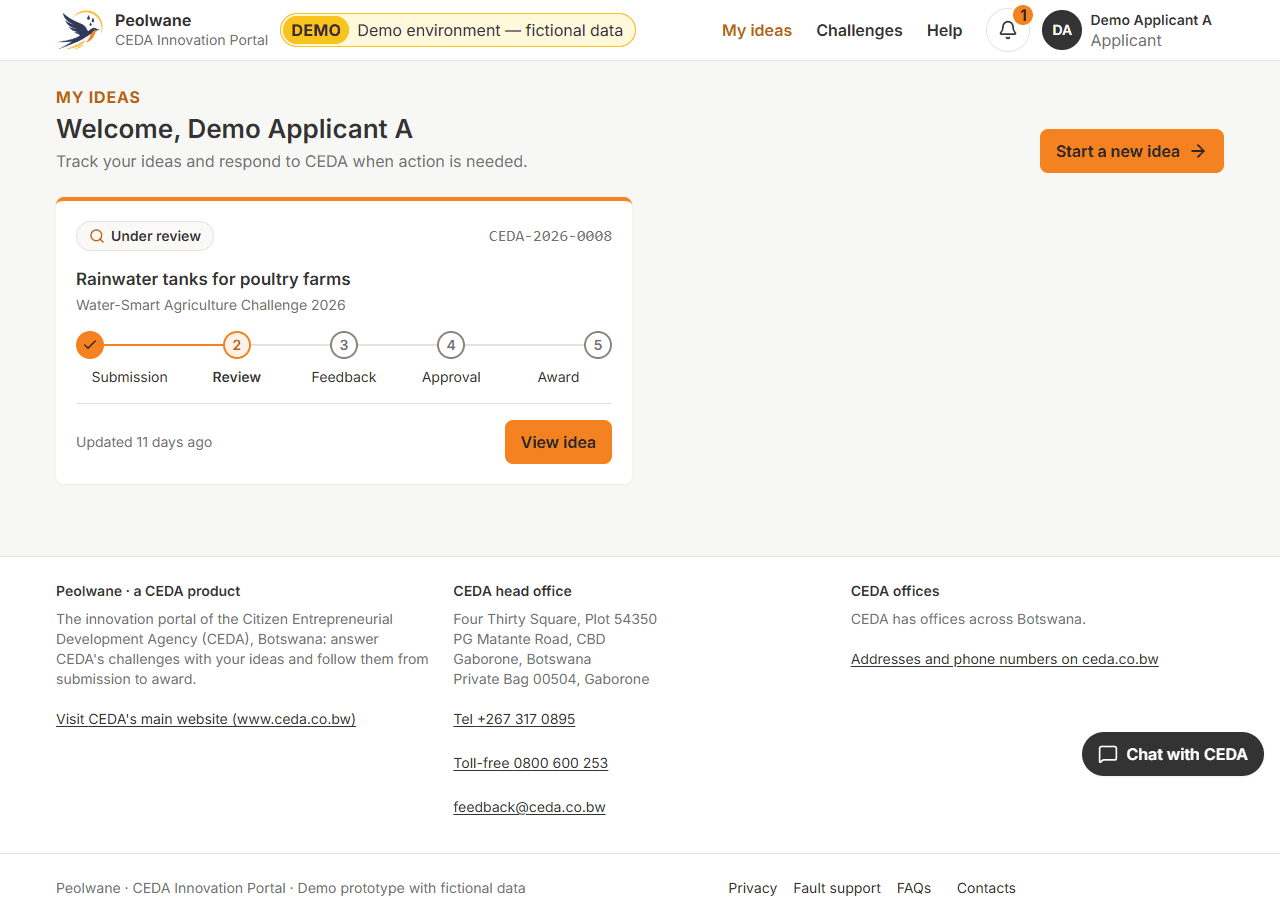 Peolwane
CEDA Innovation Portal
DEMO Demo environment — fictional data
My ideas
Challenges
Help
1
DA
Demo Applicant A
Applicant
MY IDEAS
Welcome, Demo Applicant A
Track your ideas and respond to CEDA when action is needed.
Start a new idea
Under review
CEDA-2026-0008
Rainwater tanks for poultry farms
Water-Smart Agriculture Challenge 2026
2 3 4 5
Submission Review Feedback Approval Award
Updated 11 days ago
View idea
Peolwane · a CEDA product
The innovation portal of the Citizen Entrepreneurial
Development Agency (CEDA), Botswana: answer
CEDA's challenges with your ideas and follow them from
submission to award.
Visit CEDA's main website (www.ceda.co.bw)
CEDA head office
Four Thirty Square, Plot 54350
PG Matante Road, CBD
Gaborone, Botswana
Private Bag 00504, Gaborone
Tel +267 317 0895
Toll-free 0800 600 253
feedback@ceda.co.bw
CEDA offices
CEDA has offices across Botswana.
Addresses and phone numbers on ceda.co.bw
Chat with CEDA
Peolwane · CEDA Innovation Portal · Demo prototype with fictional data
Privacy Fault support FAQs Contacts